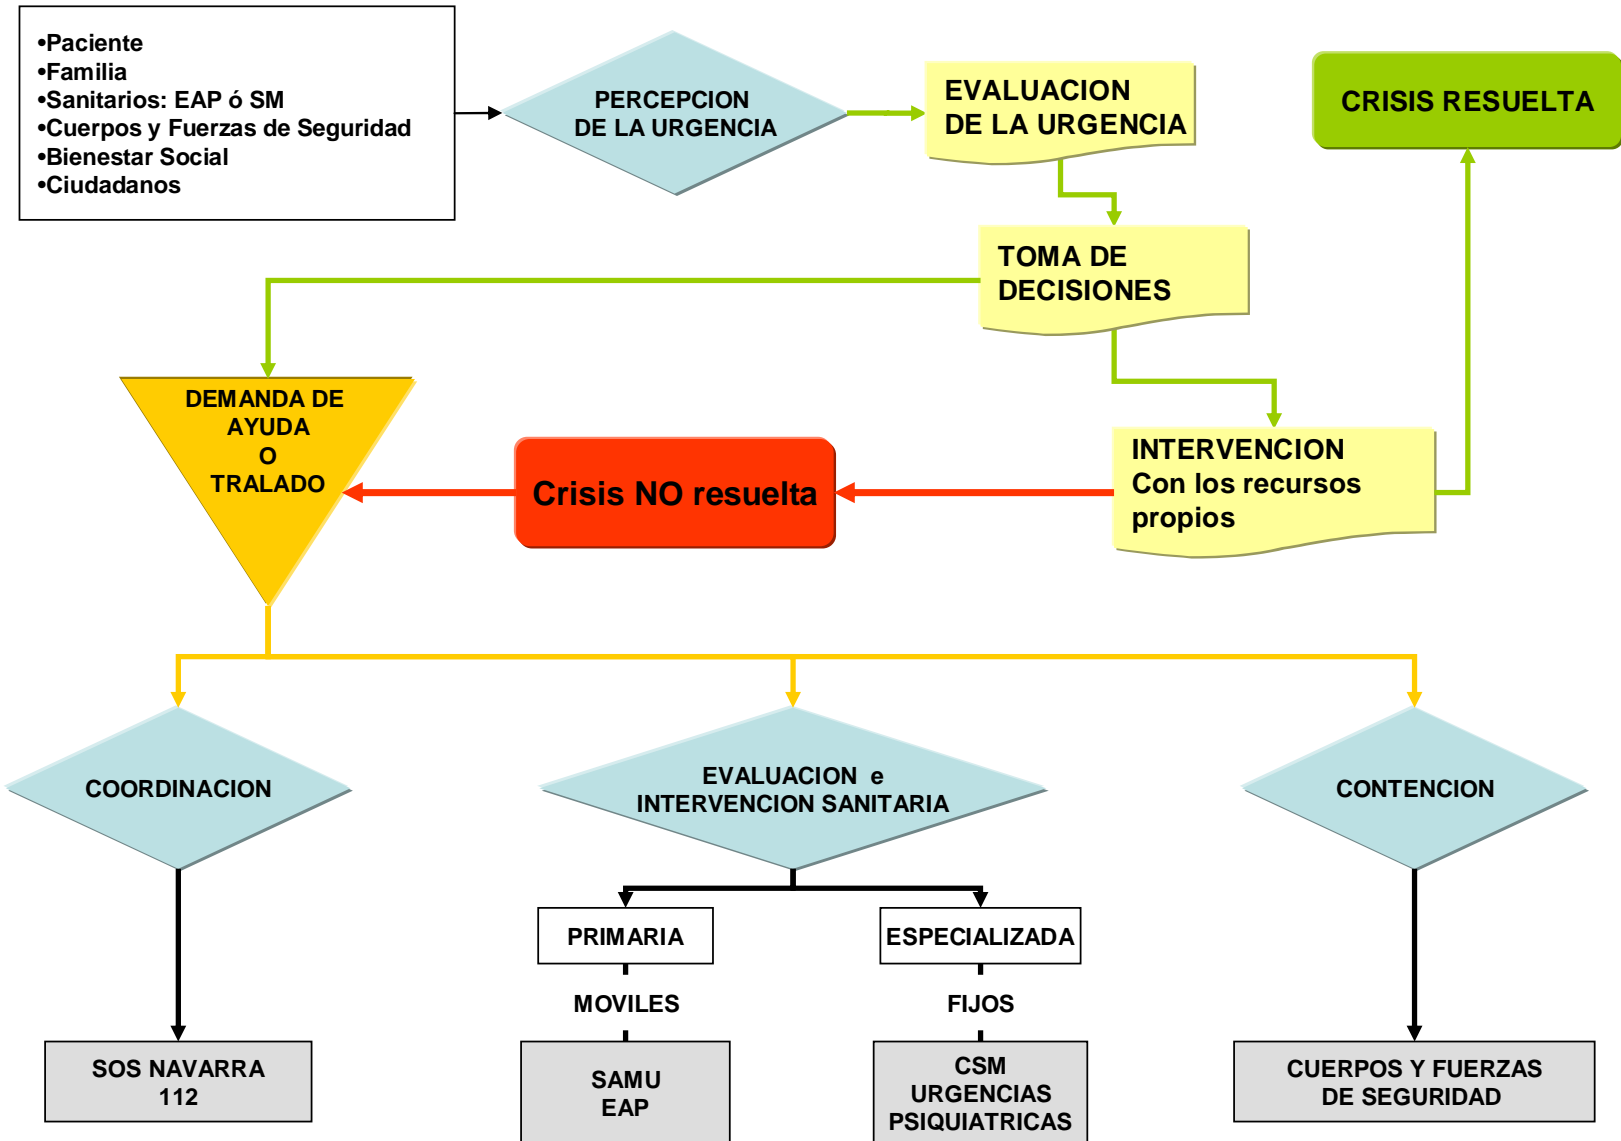 •Paciente
•Familia
•Sanitarios: EAP ó SM
•Cuerpos y Fuerzas de Seguridad
•Bienestar Social
•Ciudadanos
PERCEPCION
DE LA URGENCIA
EVALUACION
DE LA URGENCIA
CRISIS RESUELTA
TOMA DE
DECISIONES
DEMANDA DE
AYUDA
O
TRALADO
Crisis NO resuelta
INTERVENCION
Con los recursos
propios
COORDINACION
EVALUACION e
INTERVENCION SANITARIA
CONTENCION
PRIMARIA
ESPECIALIZADA
MOVILES
FIJOS
SOS NAVARRA
112
SAMU
EAP
CSM
URGENCIAS
PSIQUIATRICAS
CUERPOS Y FUERZAS
DE SEGURIDAD